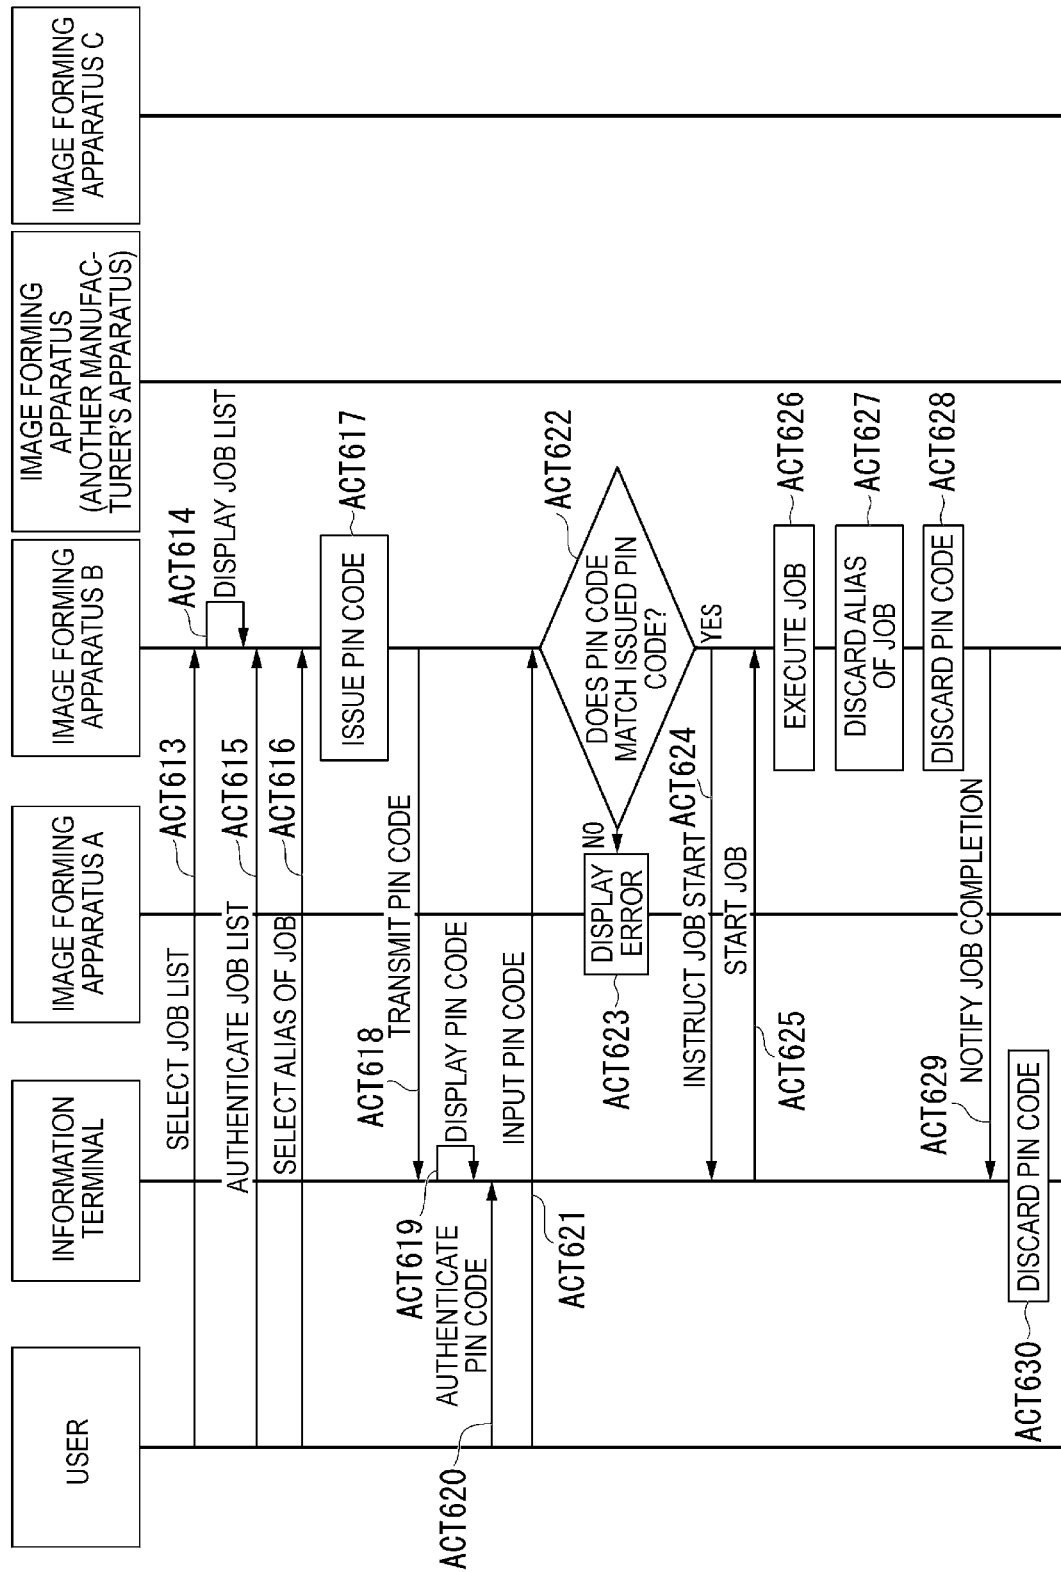 USER
INFORMATION
TERMINAL
IMAGE FORMING
APPARATUS A
IMAGE FORMING
APPARATUS B
IMAGE FORMING
APPARATUS
(ANOTHER MANUFAC-
TURER'S APPARATUS)
IMAGE FORMING
APPARATUS C
SELECT JOB LIST
ACT613
ACT614
DISPLAY JOB LIST
AUTHENTICATE JOB LIST
ACT615
SELECT ALIAS OF JOB
ACT616
ISSUE PIN CODE
ACT617
ACT618
TRANSMIT PIN CODE
ACT619
DISPLAY PIN CODE
ACT620
AUTHENTICATE
PIN CODE
ACT621
INPUT PIN CODE
DOES PIN CODE
MATCH ISSUED PIN
CODE?
ACT622
NO
YES
DISPLAY
ERROR
ACT623
INSTRUCT JOB START
ACT624
START JOB
ACT625
EXECUTE JOB
ACT626
DISCARD ALIAS
OF JOB
ACT627
DISCARD PIN CODE
ACT628
ACT629
NOTIFY JOB COMPLETION
ACT630
DISCARD PIN CODE